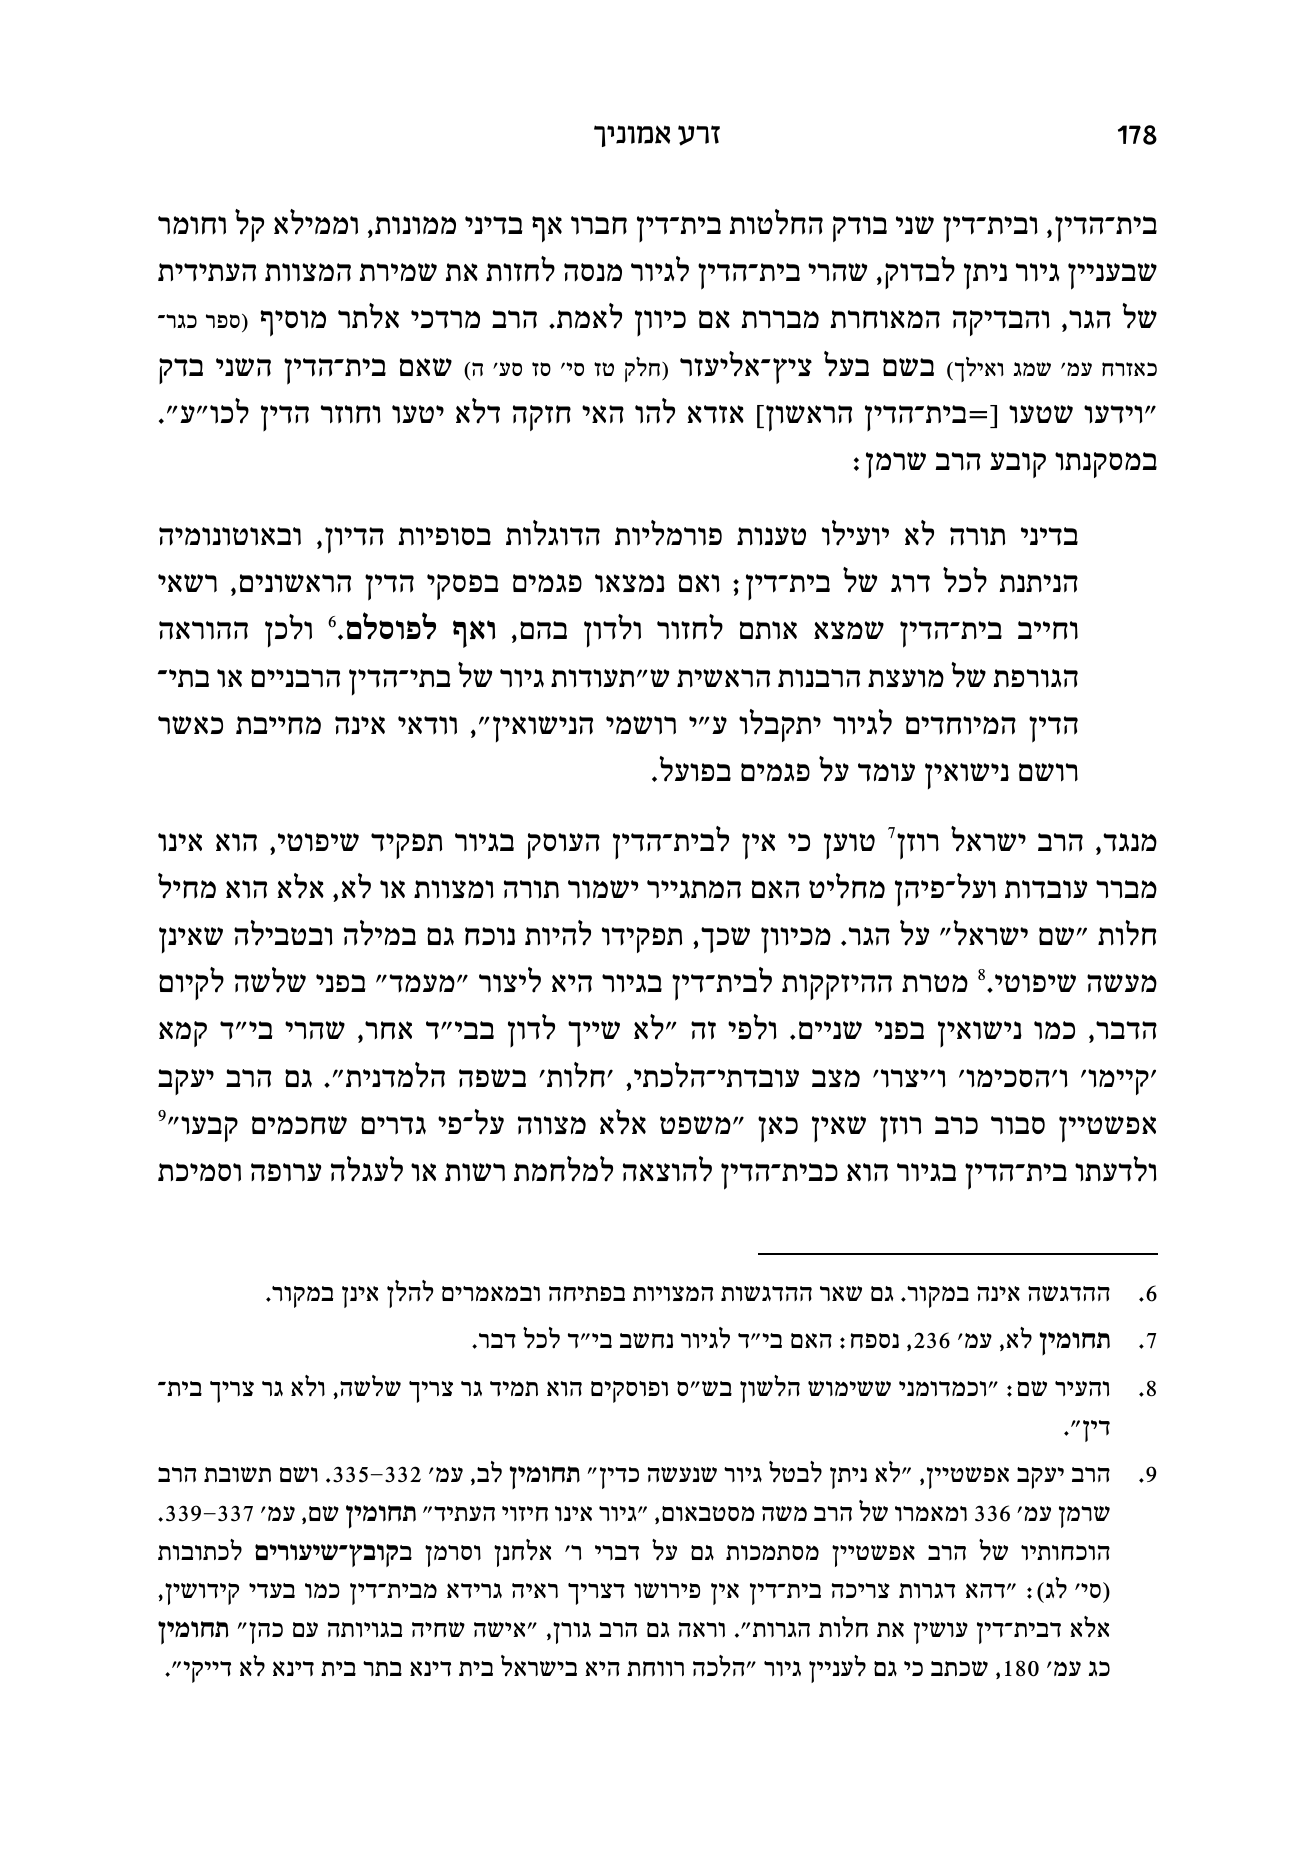 178
זרע אמוניך
בית־הדין, ובית־דין שני בודק החלטות בית־דין חברו אף בדיני ממונות, וממילא קל וחומר
שבעניין גיור ניתן לבדוק, שהרי בית־הדין לגיור מנסה לחזות את שמירת המצוות העתידית
של הגר, והבדיקה המאוחרת מבררת אם כיוון לאמת. הרב מרדכי אלתר מוסיף (ספר כגר־
כאזרח עמ׳ שמג ואילך) בשם בעל ציץ־אליעזר (חלק טז סי׳ סז סע׳ ה) שאם בית־הדין השני בדק
״וידעו שטעו [=בית־הדין הראשון] אזדא להו האי חזקה דלא יטעו וחוזר הדין לכו״ע״.
במסקנתו קובע הרב שרמן:
בדיני תורה לא יועילו טענות פורמליות הדוגלות בסופיות הדיון, ובאוטונומיה
הניתנת לכל דרג של בית־דין; ואם נמצאו פגמים בפסקי הדין הראשונים, רשאי
וחייב בית־הדין שמצא אותם לחזור ולדון בהם, ואף לפוסלם.6 ולכן ההוראה
הגורפת של מועצת הרבנות הראשית ש״תעודות גיור של בתי־הדין הרבניים או בתי־
הדין המיוחדים לגיור יתקבלו ע״י רושמי הנישואין״, וודאי אינה מחייבת כאשר
רושם נישואין עומד על פגמים בפועל.
מנגד, הרב ישראל רוזן7 טוען כי אין לבית־הדין העוסק בגיור תפקיד שיפוטי, הוא אינו
מברר עובדות ועל־פיהן מחליט האם המתגייר ישמור תורה ומצוות או לא, אלא הוא מחיל
חלות ״שם ישראל״ על הגר. מכיוון שכך, תפקידו להיות נוכח גם במילה ובטבילה שאינן
מעשה שיפוטי.8 מטרת ההיזקקות לבית־דין בגיור היא ליצור ״מעמד״ בפני שלשה לקיום
הדבר, כמו נישואין בפני שניים. ולפי זה ״לא שייך לדון בבי״ד אחר, שהרי בי״ד קמא
׳קיימו׳ ו׳הסכימו׳ ו׳יצרו׳ מצב עובדתי־הלכתי, ׳חלות׳ בשפה הלמדנית״. גם הרב יעקב
אפשטיין סבור כרב רוזן שאין כאן ״משפט אלא מצווה על־פי גדרים שחכמים קבעו״9
ולדעתו בית־הדין בגיור הוא כבית־הדין להוצאה למלחמת רשות או לעגלה ערופה וסמיכת
6. ההדגשה אינה במקור. גם שאר ההדגשות המצויות בפתיחה ובמאמרים להלן אינן במקור.
7. תחומין לא, עמ׳ 236, נספח: האם בי״ד לגיור נחשב בי״ד לכל דבר.
8. והעיר שם: ״וכמדומני ששימוש הלשון בש״ס ופוסקים הוא תמיד גר צריך שלשה, ולא גר צריך בית־
דין״.
9. הרב יעקב אפשטיין, ״לא ניתן לבטל גיור שנעשה כדין״ תחומין לב, עמ׳ 332–335. ושם תשובת הרב
שרמן עמ׳ 336 ומאמרו של הרב משה מסטבאום, ״גיור אינו חיזוי העתיד״ תחומין שם, עמ׳ 337–339.
הוכחותיו של הרב אפשטיין מסתמכות גם על דברי ר׳ אלחנן וסרמן בקובץ־שיעורים לכתובות
(סי׳ לג): ״דהא דגרות צריכה בית־דין אין פירושו דצריך ראיה גרידא מבית־דין כמו בעדי קידושין,
אלא דבית־דין עושין את חלות הגרות״. וראה גם הרב גורן, ״אישה שחיה בגויותה עם כהן״ תחומין
כג עמ׳ 180, שכתב כי גם לעניין גיור ״הלכה רווחת היא בישראל בית דינא בתר בית דינא לא דייקי״.